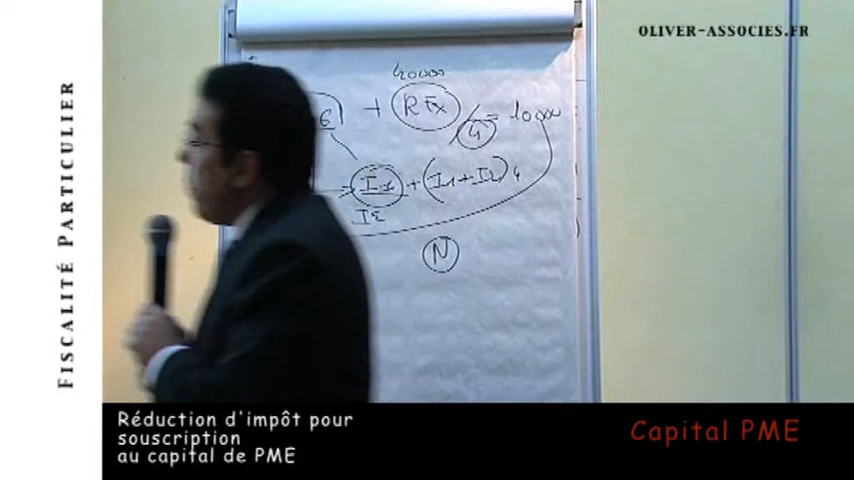 OLIVER-ASSOCIES.FR
FISCALITÉ PARTICULIER
40000
6 + REx /4 = 10000
I1 + (I1+I2) 4
I2
N
Réduction d'impôt pour
souscription
au capital de PME
Capital PME